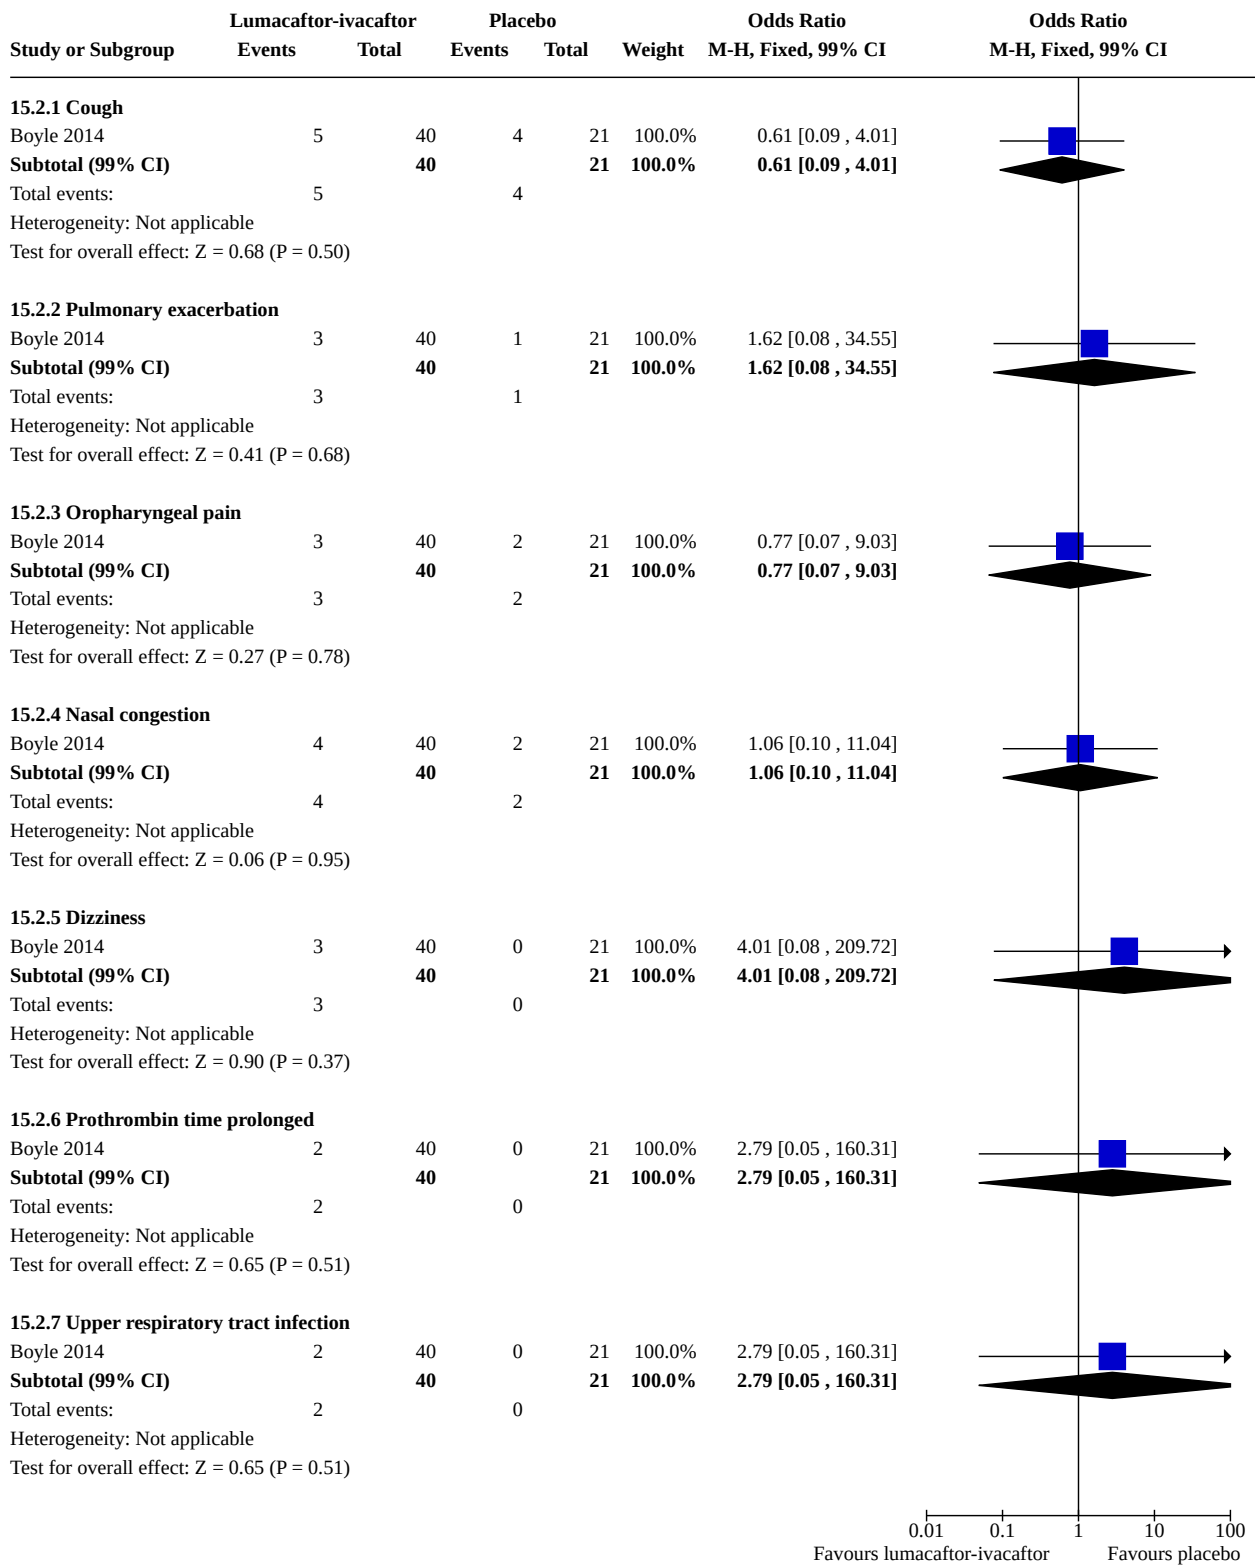 Lumacaftor-ivacaftor Placebo Odds Ratio Odds Ratio
Study or Subgroup Events Total Events Total Weight M-H, Fixed, 99% CI M-H, Fixed, 99% CI
15.2.1 Cough
Boyle 2014 5 40 4 21 100.0% 0.61 [0.09 , 4.01]
Subtotal (99% CI) 40 21 100.0% 0.61 [0.09 , 4.01]
Total events: 5 4
Heterogeneity: Not applicable
Test for overall effect: Z = 0.68 (P = 0.50)
15.2.2 Pulmonary exacerbation
Boyle 2014 3 40 1 21 100.0% 1.62 [0.08 , 34.55]
Subtotal (99% CI) 40 21 100.0% 1.62 [0.08 , 34.55]
Total events: 3 1
Heterogeneity: Not applicable
Test for overall effect: Z = 0.41 (P = 0.68)
15.2.3 Oropharyngeal pain
Boyle 2014 3 40 2 21 100.0% 0.77 [0.07 , 9.03]
Subtotal (99% CI) 40 21 100.0% 0.77 [0.07 , 9.03]
Total events: 3 2
Heterogeneity: Not applicable
Test for overall effect: Z = 0.27 (P = 0.78)
15.2.4 Nasal congestion
Boyle 2014 4 40 2 21 100.0% 1.06 [0.10 , 11.04]
Subtotal (99% CI) 40 21 100.0% 1.06 [0.10 , 11.04]
Total events: 4 2
Heterogeneity: Not applicable
Test for overall effect: Z = 0.06 (P = 0.95)
15.2.5 Dizziness
Boyle 2014 3 40 0 21 100.0% 4.01 [0.08 , 209.72]
Subtotal (99% CI) 40 21 100.0% 4.01 [0.08 , 209.72]
Total events: 3 0
Heterogeneity: Not applicable
Test for overall effect: Z = 0.90 (P = 0.37)
15.2.6 Prothrombin time prolonged
Boyle 2014 2 40 0 21 100.0% 2.79 [0.05 , 160.31]
Subtotal (99% CI) 40 21 100.0% 2.79 [0.05 , 160.31]
Total events: 2 0
Heterogeneity: Not applicable
Test for overall effect: Z = 0.65 (P = 0.51)
15.2.7 Upper respiratory tract infection
Boyle 2014 2 40 0 21 100.0% 2.79 [0.05 , 160.31]
Subtotal (99% CI) 40 21 100.0% 2.79 [0.05 , 160.31]
Total events: 2 0
Heterogeneity: Not applicable
Test for overall effect: Z = 0.65 (P = 0.51)
0.01 0.1 1 10 100
Favours lumacaftor-ivacaftor Favours placebo